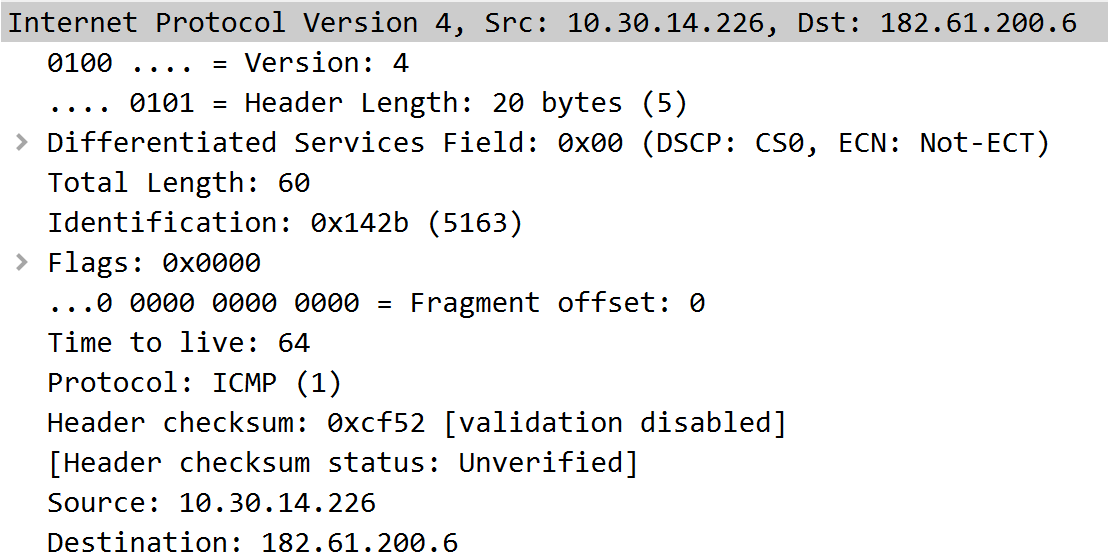 Internet Protocol Version 4, Src: 10.30.14.226, Dst: 182.61.200.6
0100 .... = Version: 4
.... 0101 = Header Length: 20 bytes (5)
Differentiated Services Field: 0x00 (DSCP: CS0, ECN: Not-ECT)
Total Length: 60
Identification: 0x142b (5163)
Flags: 0x0000
...0 0000 0000 0000 = Fragment offset: 0
Time to live: 64
Protocol: ICMP (1)
Header checksum: 0xcf52 [validation disabled]
[Header checksum status: Unverified]
Source: 10.30.14.226
Destination: 182.61.200.6